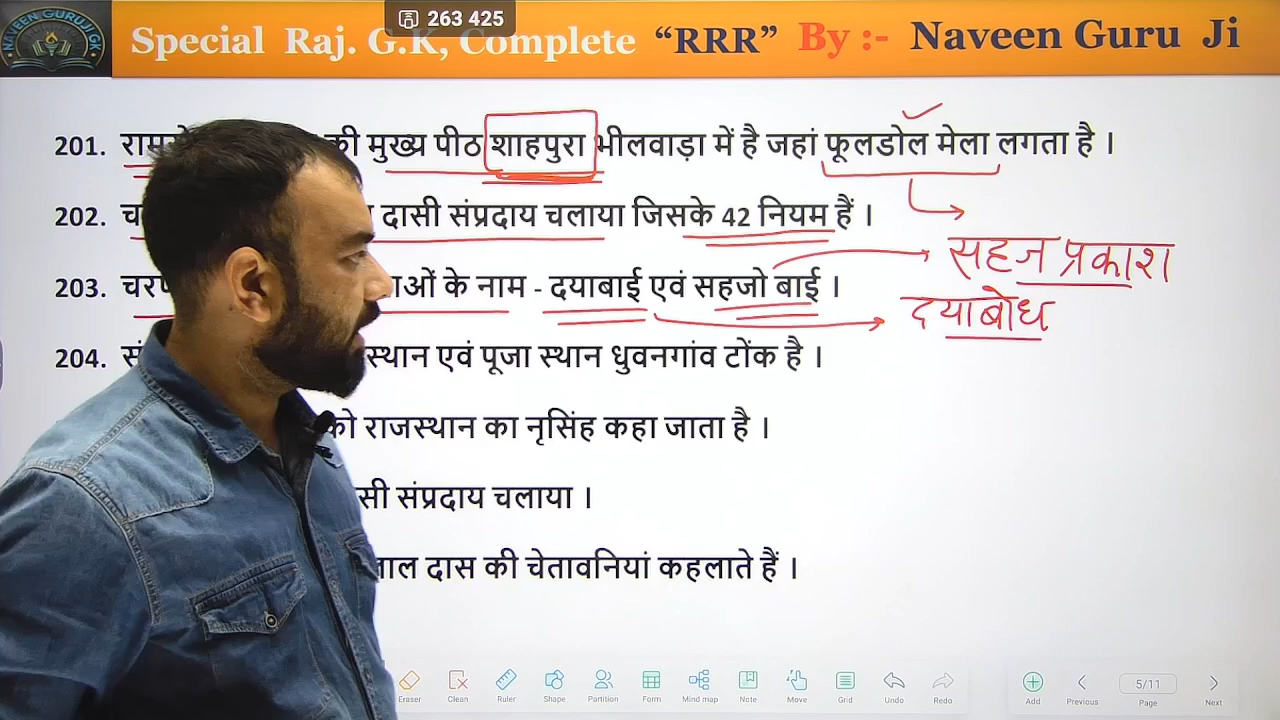 NAVEEN GURUJI GK
263 425
Special Raj. G.K, Complete “RRR” By :- Naveen Guru Ji
201. की मुख्य पीठ शाहपुरा भीलवाड़ा में है जहां फूलडोल मेला लगता है ।
202. दासी संप्रदाय चलाया जिसके 42 नियम हैं ।
सहज प्रकाश
203. के नाम - दयाबाई एवं सहजो बाई ।
दयाबोध
204. स्थान एवं पूजा स्थान धुवनगांव टोंक है ।
को राजस्थान का नृसिंह कहा जाता है ।
संप्रदाय चलाया ।
दास की चेतावनियां कहलाते हैं ।
Eraser Clean Ruler Shape Partition Form Mind map Note Move Grid Undo Redo Add Previous 5/11 Page Next